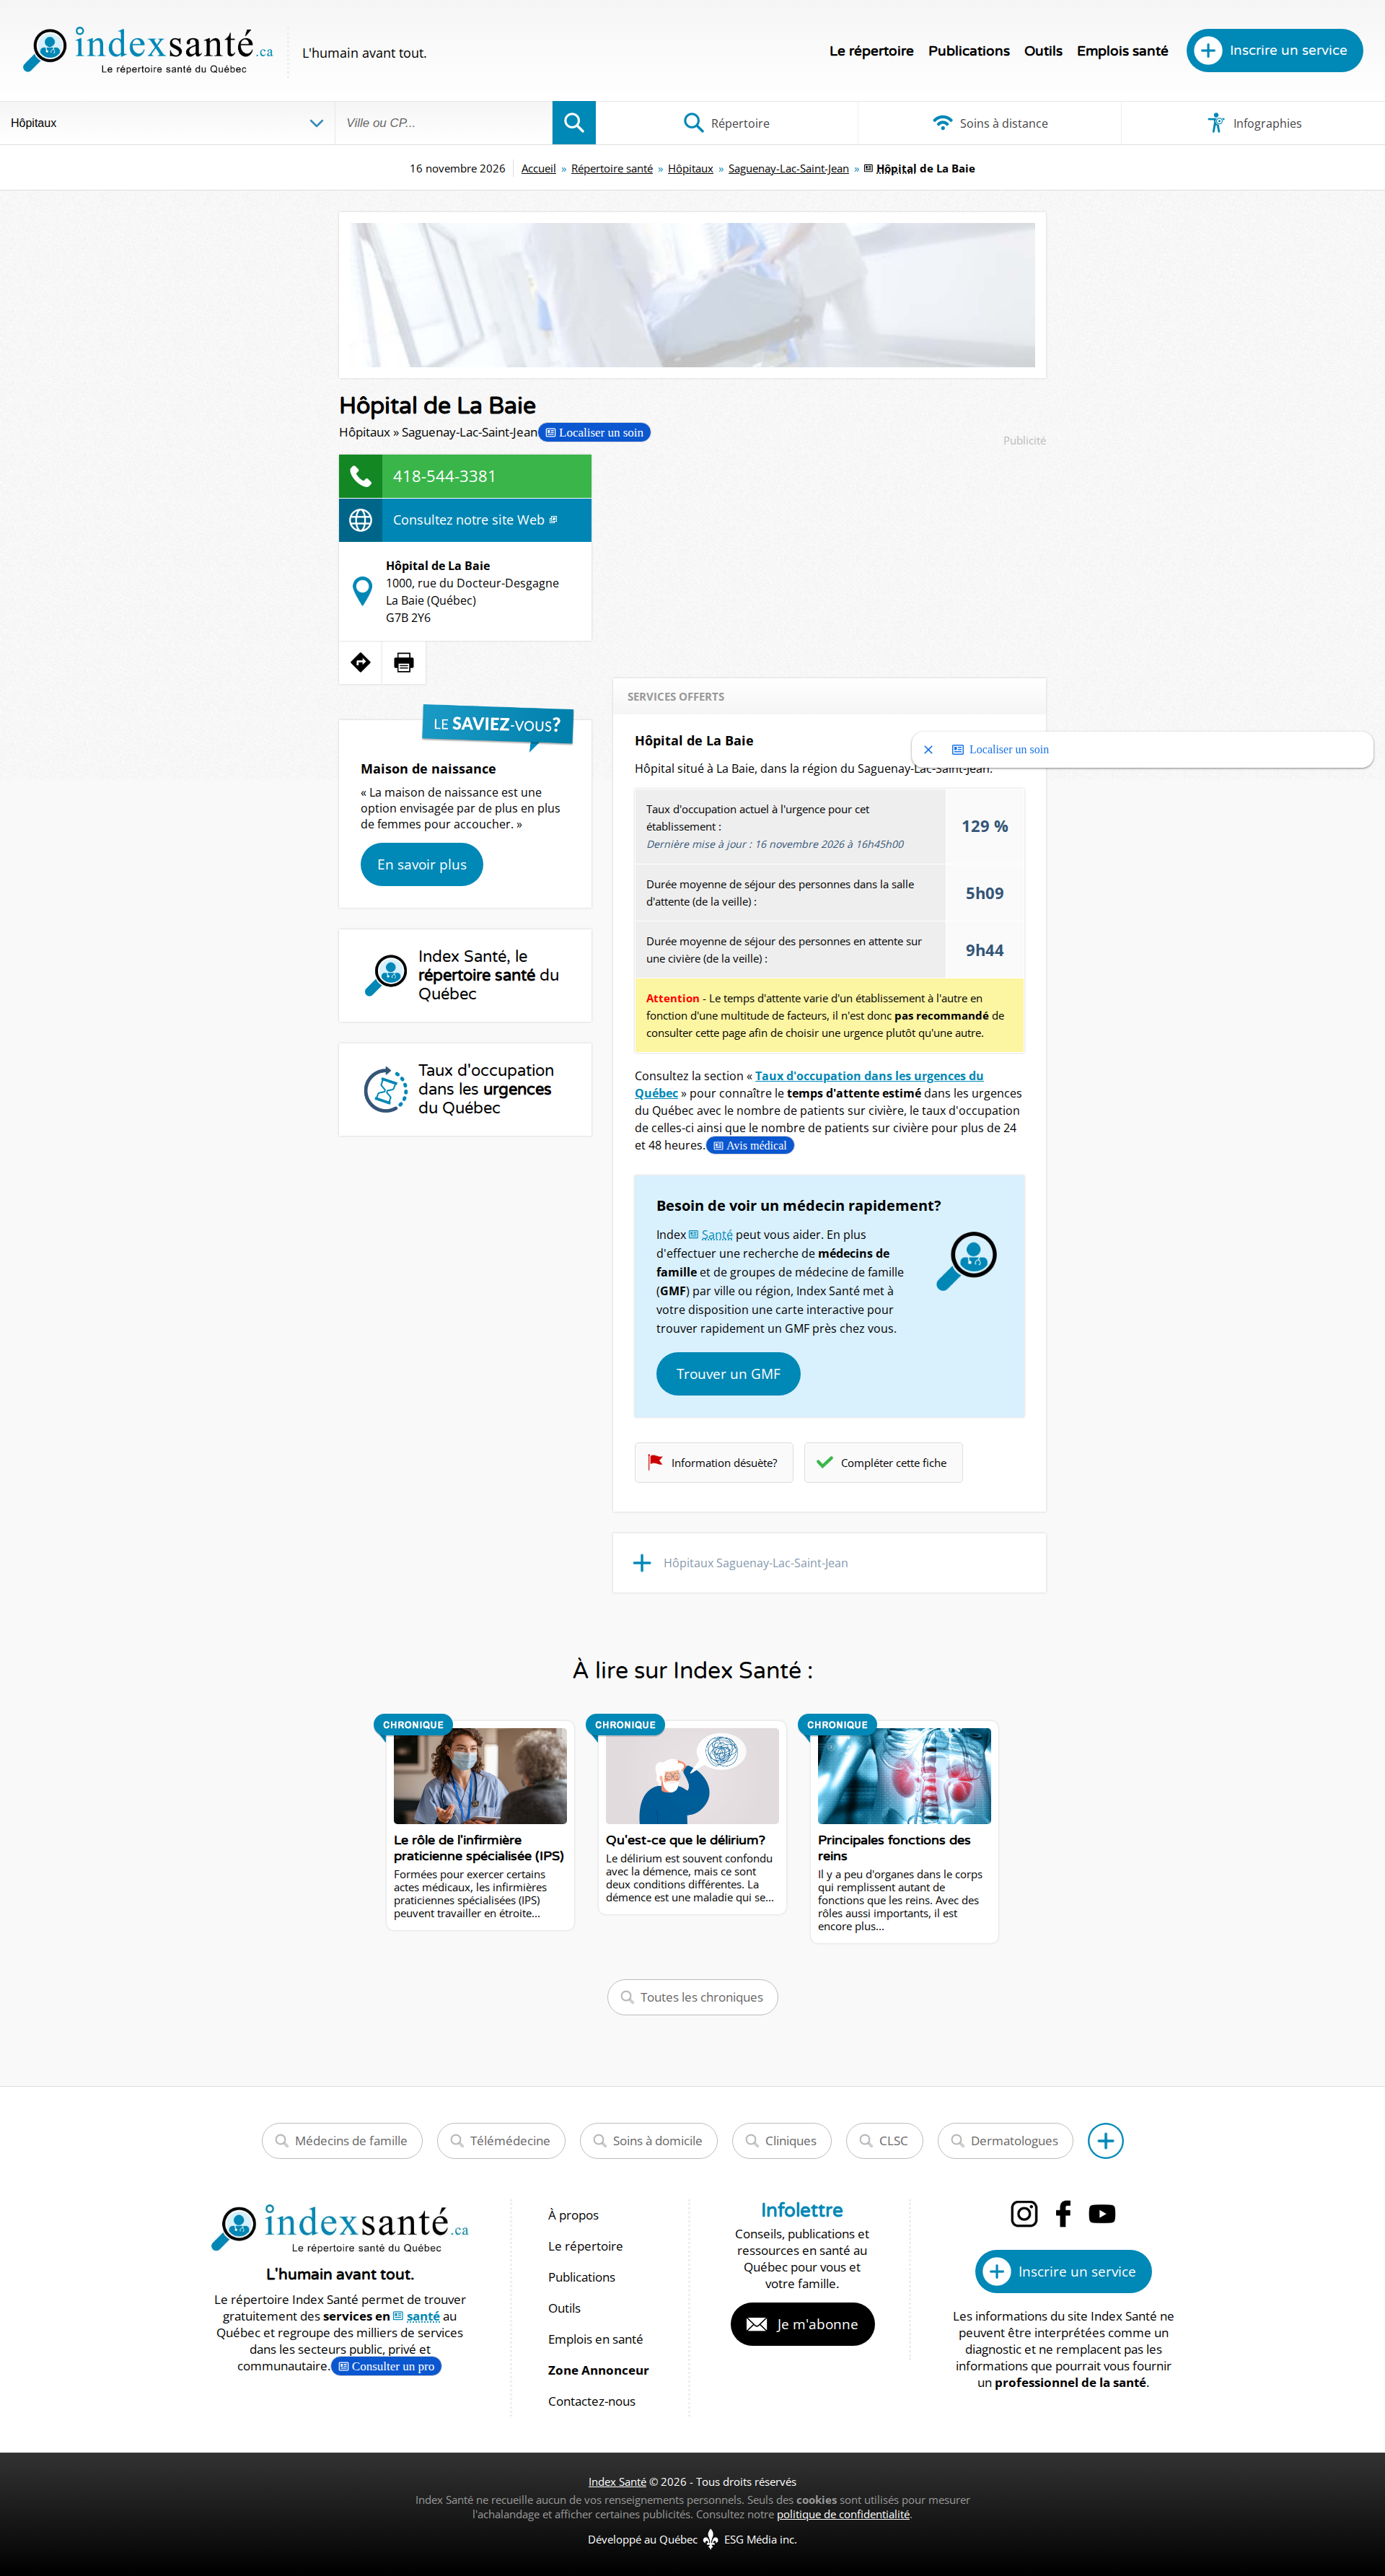 indexsanté.ca
Le répertoire santé du Québec
L'humain avant tout.
Le répertoire Publications Outils Emplois santé Inscrire un service
Hôpitaux Ville ou CP... Répertoire Soins à distance Infographies
16 novembre 2026 Accueil » Répertoire santé » Hôpitaux » Saguenay-Lac-Saint-Jean » Hôpital de La Baie
Hôpital de La Baie
Hôpitaux » Saguenay-Lac-Saint-Jean Localiser un soin
Publicité
418-544-3381
Consultez notre site Web
Hôpital de La Baie
1000, rue du Docteur-Desgagne
La Baie (Québec)
G7B 2Y6
LE SAVIEZ-VOUS?
Maison de naissance
« La maison de naissance est une
option envisagée par de plus en plus
de femmes pour accoucher. »
En savoir plus
Index Santé, le
répertoire santé du
Québec
Taux d'occupation
dans les urgences
du Québec
SERVICES OFFERTS
Hôpital de La Baie
Localiser un soin
Hôpital situé à La Baie, dans la région du Saguenay-Lac-Saint-Jean.
Taux d'occupation actuel à l'urgence pour cet
établissement :
Dernière mise à jour : 16 novembre 2026 à 16h45h00
129 %
Durée moyenne de séjour des personnes dans la salle
d'attente (de la veille) :
5h09
Durée moyenne de séjour des personnes en attente sur
une civière (de la veille) :
9h44
Attention - Le temps d'attente varie d'un établissement à l'autre en
fonction d'une multitude de facteurs, il n'est donc pas recommandé de
consulter cette page afin de choisir une urgence plutôt qu'une autre.
Consultez la section « Taux d'occupation dans les urgences du
Québec » pour connaître le temps d'attente estimé dans les urgences
du Québec avec le nombre de patients sur civière, le taux d'occupation
de celles-ci ainsi que le nombre de patients sur civière pour plus de 24
et 48 heures. Avis médical
Besoin de voir un médecin rapidement?
Index Santé peut vous aider. En plus
d'effectuer une recherche de médecins de
famille et de groupes de médecine de famille
(GMF) par ville ou région, Index Santé met à
votre disposition une carte interactive pour
trouver rapidement un GMF près chez vous.
Trouver un GMF
Information désuète? Compléter cette fiche
Hôpitaux Saguenay-Lac-Saint-Jean
À lire sur Index Santé :
CHRONIQUE
Le rôle de l'infirmière
praticienne spécialisée (IPS)
Formées pour exercer certains
actes médicaux, les infirmières
praticiennes spécialisées (IPS)
peuvent travailler en étroite...
CHRONIQUE
Qu'est-ce que le délirium?
Le délirium est souvent confondu
avec la démence, mais ce sont
deux conditions différentes. La
démence est une maladie qui se...
CHRONIQUE
Principales fonctions des
reins
Il y a peu d'organes dans le corps
qui remplissent autant de
fonctions que les reins. Avec des
rôles aussi importants, il est
encore plus...
Toutes les chroniques
Médecins de famille Télémédecine Soins à domicile Cliniques CLSC Dermatologues
indexsanté.ca
Le répertoire santé du Québec
L'humain avant tout.
Le répertoire Index Santé permet de trouver
gratuitement des services en santé au
Québec et regroupe des milliers de services
dans les secteurs public, privé et
communautaire. Consulter un pro
À propos
Le répertoire
Publications
Outils
Emplois en santé
Zone Annonceur
Contactez-nous
Infolettre
Conseils, publications et
ressources en santé au
Québec pour vous et
votre famille.
Je m'abonne
Inscrire un service
Les informations du site Index Santé ne
peuvent être interprétées comme un
diagnostic et ne remplacent pas les
informations que pourrait vous fournir
un professionnel de la santé.
Index Santé © 2026 - Tous droits réservés
Index Santé ne recueille aucun de vos renseignements personnels. Seuls des cookies sont utilisés pour mesurer
l'achalandage et afficher certaines publicités. Consultez notre politique de confidentialité.
Développé au Québec ESG Média inc.